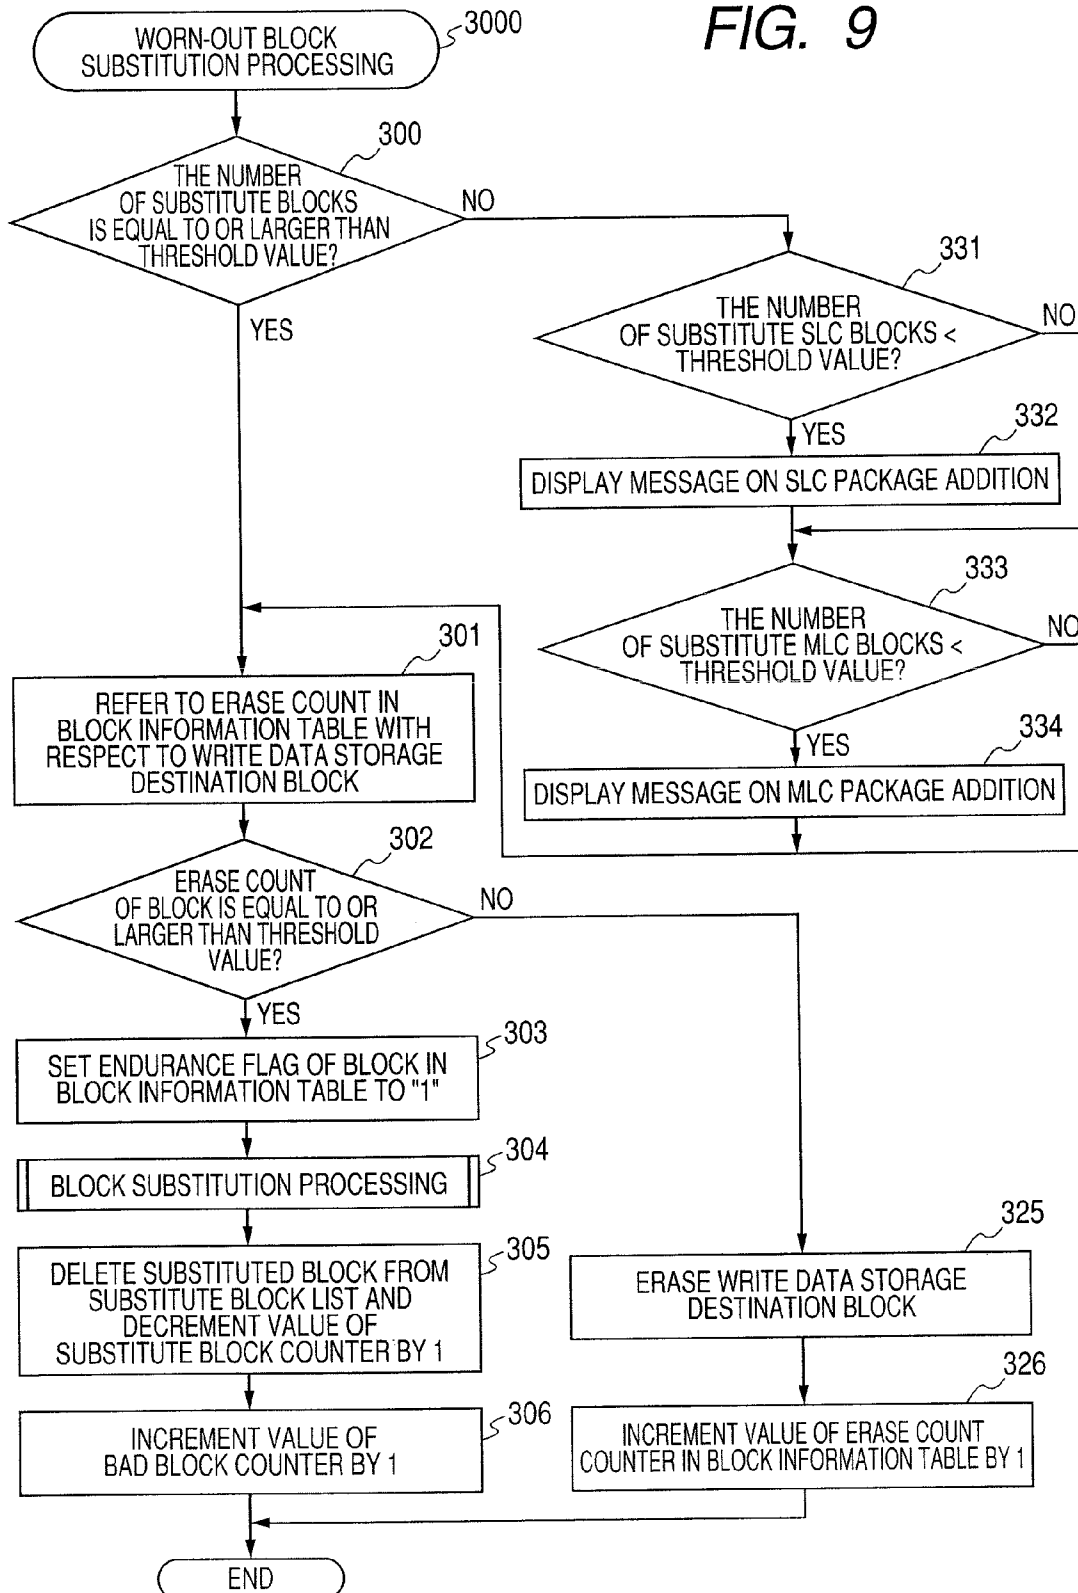 FIG. 9
WORN-OUT BLOCK
SUBSTITUTION PROCESSING
3000
300
THE NUMBER
OF SUBSTITUTE BLOCKS
IS EQUAL TO OR LARGER THAN
THRESHOLD VALUE?
NO
YES
331
THE NUMBER
OF SUBSTITUTE SLC BLOCKS <
THRESHOLD VALUE?
NO
YES
332
DISPLAY MESSAGE ON SLC PACKAGE ADDITION
333
THE NUMBER
OF SUBSTITUTE MLC BLOCKS <
THRESHOLD VALUE?
NO
YES
334
DISPLAY MESSAGE ON MLC PACKAGE ADDITION
301
REFER TO ERASE COUNT IN
BLOCK INFORMATION TABLE WITH
RESPECT TO WRITE DATA STORAGE
DESTINATION BLOCK
302
ERASE COUNT
OF BLOCK IS EQUAL TO OR
LARGER THAN THRESHOLD
VALUE?
NO
YES
303
SET ENDURANCE FLAG OF BLOCK IN
BLOCK INFORMATION TABLE TO "1"
304
BLOCK SUBSTITUTION PROCESSING
305
DELETE SUBSTITUTED BLOCK FROM
SUBSTITUTE BLOCK LIST AND
DECREMENT VALUE OF
SUBSTITUTE BLOCK COUNTER BY 1
306
INCREMENT VALUE OF
BAD BLOCK COUNTER BY 1
325
ERASE WRITE DATA STORAGE
DESTINATION BLOCK
326
INCREMENT VALUE OF ERASE COUNT
COUNTER IN BLOCK INFORMATION TABLE BY 1
END